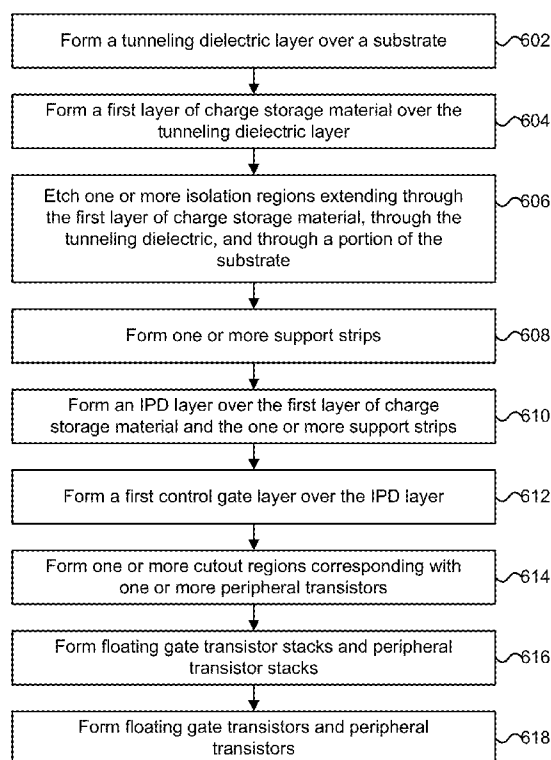 Form a tunneling dielectric layer over a substrate
602
Form a first layer of charge storage material over the
tunneling dielectric layer
604
Etch one or more isolation regions extending through
the first layer of charge storage material, through the
tunneling dielectric, and through a portion of the
substrate
606
Form one or more support strips
608
Form an IPD layer over the first layer of charge
storage material and the one or more support strips
610
Form a first control gate layer over the IPD layer
612
Form one or more cutout regions corresponding with
one or more peripheral transistors
614
Form floating gate transistor stacks and peripheral
transistor stacks
616
Form floating gate transistors and peripheral
transistors
618